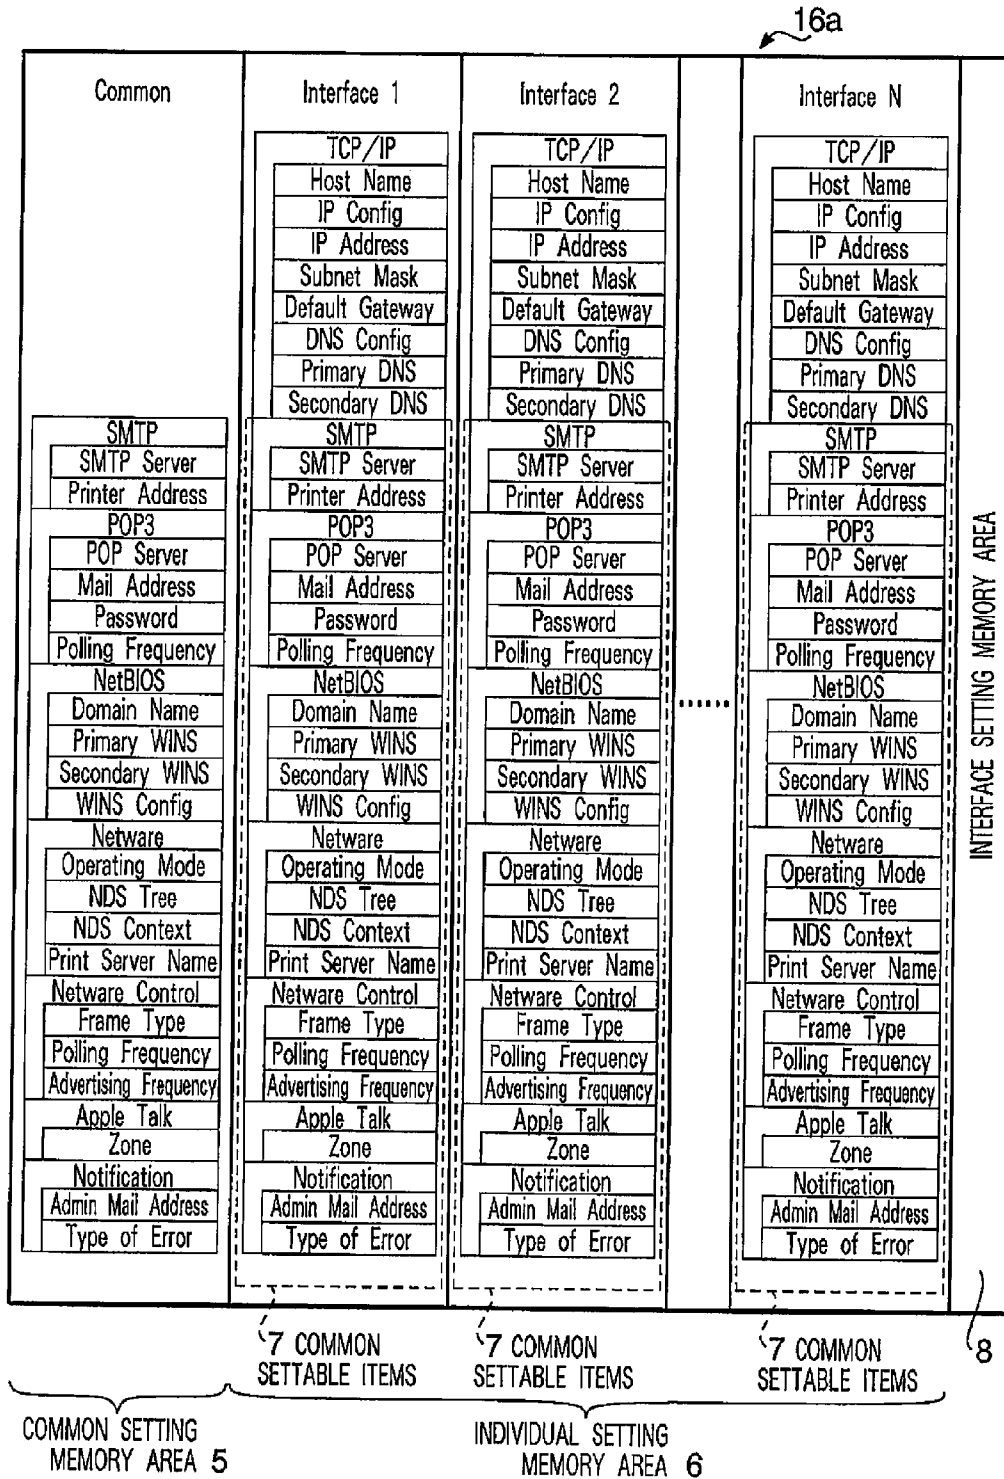 16a
Common
SMTP
SMTP Server
Printer Address
POP3
POP Server
Mail Address
Password
Polling Frequency
NetBIOS
Domain Name
Primary WINS
Secondary WINS
WINS Config
Netware
Operating Mode
NDS Tree
NDS Context
Print Server Name
Netware Control
Frame Type
Polling Frequency
Advertising Frequency
Apple Talk
Zone
Notification
Admin Mail Address
Type of Error
Interface 1
TCP/IP
Host Name
IP Config
IP Address
Subnet Mask
Default Gateway
DNS Config
Primary DNS
Secondary DNS
SMTP
SMTP Server
Printer Address
POP3
POP Server
Mail Address
Password
Polling Frequency
NetBIOS
Domain Name
Primary WINS
Secondary WINS
WINS Config
Netware
Operating Mode
NDS Tree
NDS Context
Print Server Name
Netware Control
Frame Type
Polling Frequency
Advertising Frequency
Apple Talk
Zone
Notification
Admin Mail Address
Type of Error
Interface 2
TCP/IP
Host Name
IP Config
IP Address
Subnet Mask
Default Gateway
DNS Config
Primary DNS
Secondary DNS
SMTP
SMTP Server
Printer Address
POP3
POP Server
Mail Address
Password
Polling Frequency
NetBIOS
Domain Name
Primary WINS
Secondary WINS
WINS Config
Netware
Operating Mode
NDS Tree
NDS Context
Print Server Name
Netware Control
Frame Type
Polling Frequency
Advertising Frequency
Apple Talk
Zone
Notification
Admin Mail Address
Type of Error
Interface N
TCP/IP
Host Name
IP Config
IP Address
Subnet Mask
Default Gateway
DNS Config
Primary DNS
Secondary DNS
SMTP
SMTP Server
Printer Address
POP3
POP Server
Mail Address
Password
Polling Frequency
NetBIOS
Domain Name
Primary WINS
Secondary WINS
WINS Config
Netware
Operating Mode
NDS Tree
NDS Context
Print Server Name
Netware Control
Frame Type
Polling Frequency
Advertising Frequency
Apple Talk
Zone
Notification
Admin Mail Address
Type of Error
INTERFACE SETTING MEMORY AREA
8
7 COMMON
SETTABLE ITEMS
7 COMMON
SETTABLE ITEMS
7 COMMON
SETTABLE ITEMS
COMMON SETTING
MEMORY AREA 5
INDIVIDUAL SETTING
MEMORY AREA 6